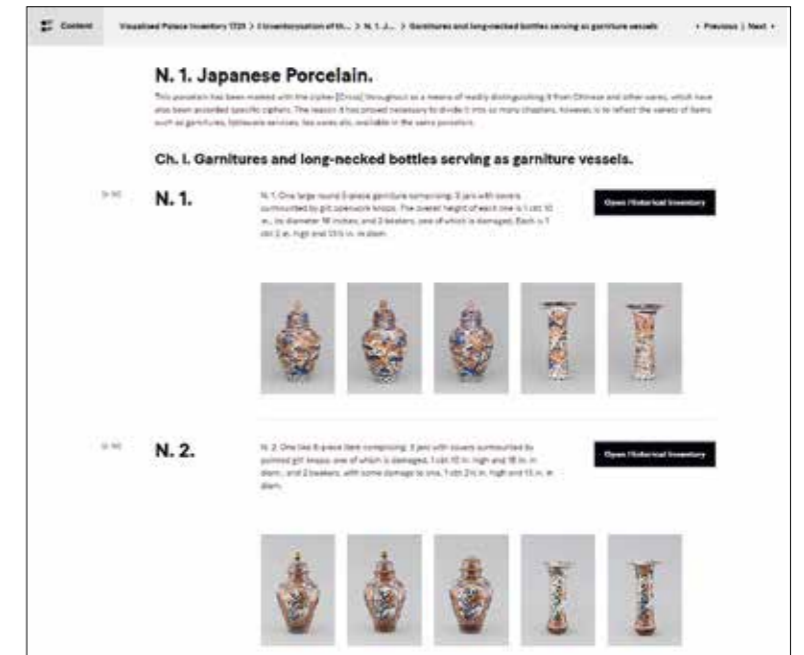 Content Visualised Palace Inventory 1721 > I Inventorysation of th... > N. 1. J... > Garnitures and long-necked bottles serving as garniture vessels ‹ Previous | Next ›
N. 1. Japanese Porcelain.
This porcelain has been marked with the cipher [Cross] throughout as a means of readily distinguishing it from Chinese and other wares, which have
also been accorded specific ciphers. The reason it has proved necessary to divide it into so many chapters, however, is to reflect the variety of items
such as garnitures, tableware services, tea wares etc. available in the same porcelain.
Ch. I. Garnitures and long-necked bottles serving as garniture vessels.
N. 1.
N. 1. One large round 5-piece garniture comprising: 3 jars with covers
surmounted by gilt openwork knops. The overall height of each one is 1 cbt 10
in., its diameter 18 inches, and 2 beakers, one of which is damaged. Each is 1
cbt 2 in. high and 13½ in. in diam.
Open Historical Inventory
N. 2.
N. 2. One like 5-piece item comprising: 3 jars with covers surmounted by
pointed gilt knops, one of which is damaged, 1 cbt 10 in. high and 18 in. in
diam., and 2 beakers, with some damage to one, 1 cbt 2½ in. high and 13 in. in
diam.
Open Historical Inventory